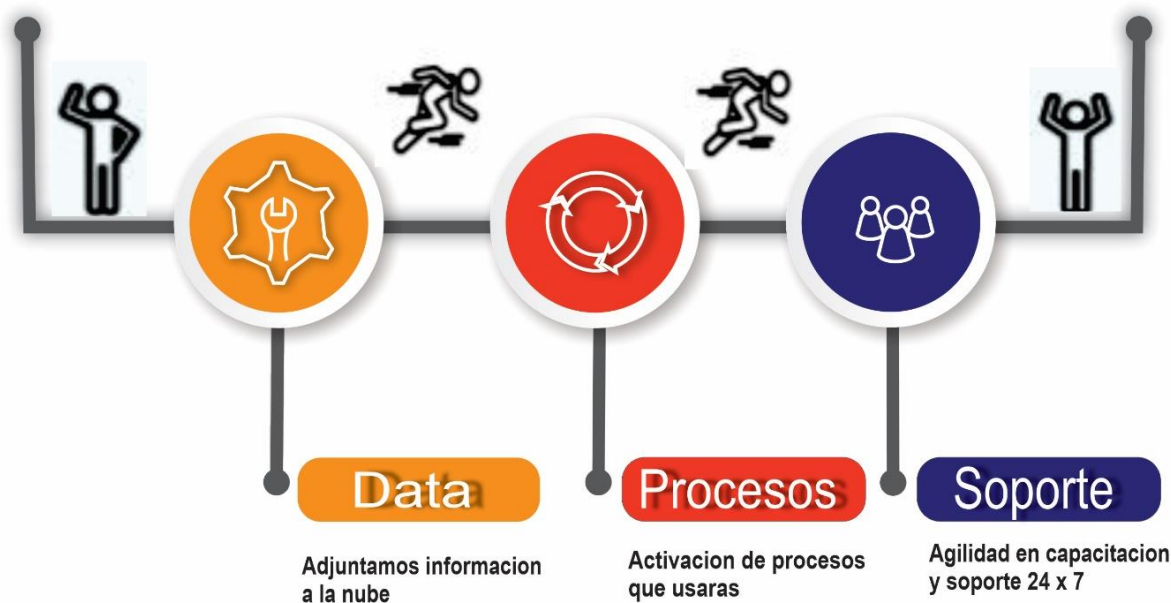 Data
Adjuntamos informacion
a la nube
Procesos
Activacion de procesos
que usaras
Soporte
Agilidad en capacitacion
y soporte 24 x 7